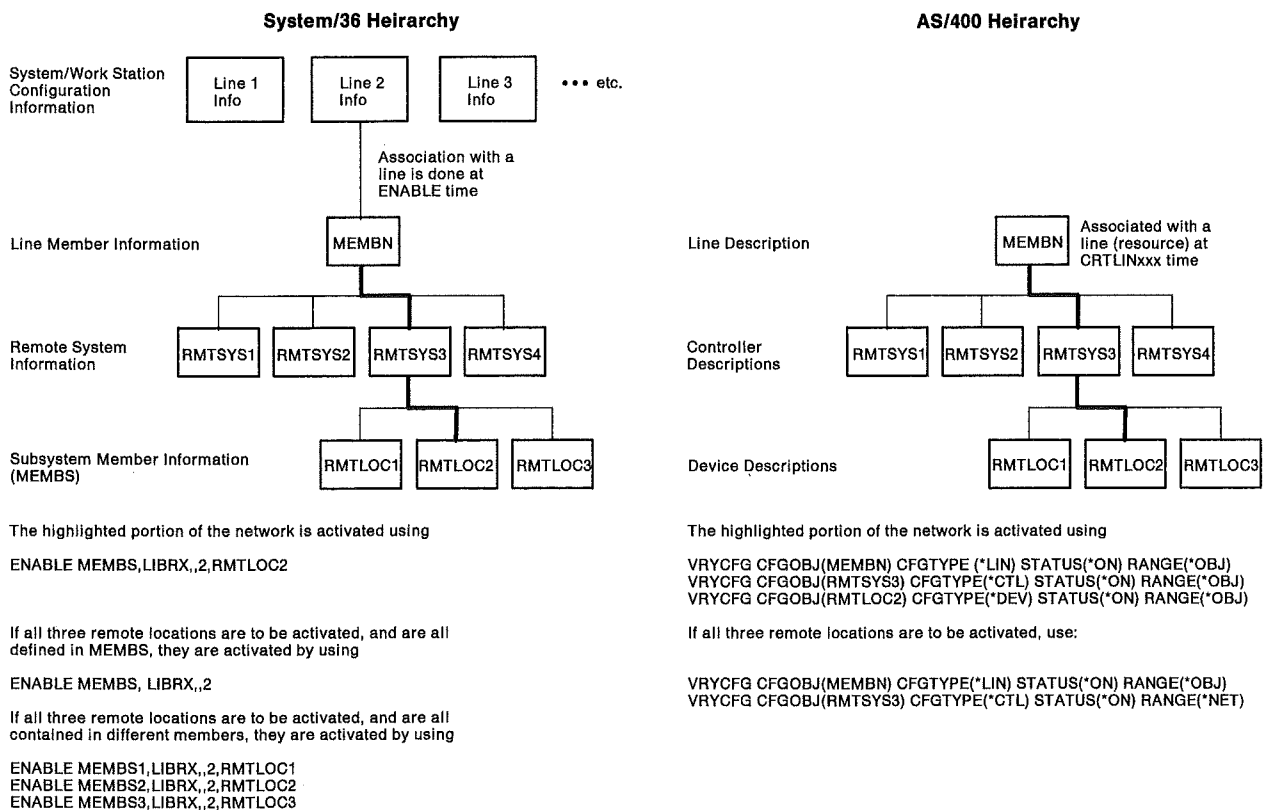 System/36 Heirarchy
System/Work Station
Configuration
Information
Line 1
Info
Line 2
Info
Line 3
Info
••• etc.
Association with a
line is done at
ENABLE time
Line Member Information
MEMBN
Remote System
Information
RMTSYS1
RMTSYS2
RMTSYS3
RMTSYS4
Subsystem Member Information
(MEMBS)
RMTLOC1
RMTLOC2
RMTLOC3
The highlighted portion of the network is activated using
ENABLE MEMBS,LIBRX,,2,RMTLOC2
If all three remote locations are to be activated, and are all
defined in MEMBS, they are activated by using
ENABLE MEMBS, LIBRX,,2
If all three remote locations are to be activated, and are all
contained in different members, they are activated by using
ENABLE MEMBS1,LIBRX,,2,RMTLOC1
ENABLE MEMBS2,LIBRX,,2,RMTLOC2
ENABLE MEMBS3,LIBRX,,2,RMTLOC3
AS/400 Heirarchy
Line Description
MEMBN
Associated with a
line (resource) at
CRTLINxxx time
Controller
Descriptions
RMTSYS1
RMTSYS2
RMTSYS3
RMTSYS4
Device Descriptions
RMTLOC1
RMTLOC2
RMTLOC3
The highlighted portion of the network is activated using
VRYCFG CFGOBJ(MEMBN) CFGTYPE (*LIN) STATUS(*ON) RANGE(*OBJ)
VRYCFG CFGOBJ(RMTSYS3) CFGTYPE(*CTL) STATUS(*ON) RANGE(*OBJ)
VRYCFG CFGOBJ(RMTLOC2) CFGTYPE(*DEV) STATUS(*ON) RANGE(*OBJ)
If all three remote locations are to be activated, use:
VRYCFG CFGOBJ(MEMBN) CFGTYPE(*LIN) STATUS(*ON) RANGE(*OBJ)
VRYCFG CFGOBJ(RMTSYS3) CFGTYPE(*CTL) STATUS(*ON) RANGE(*NET)